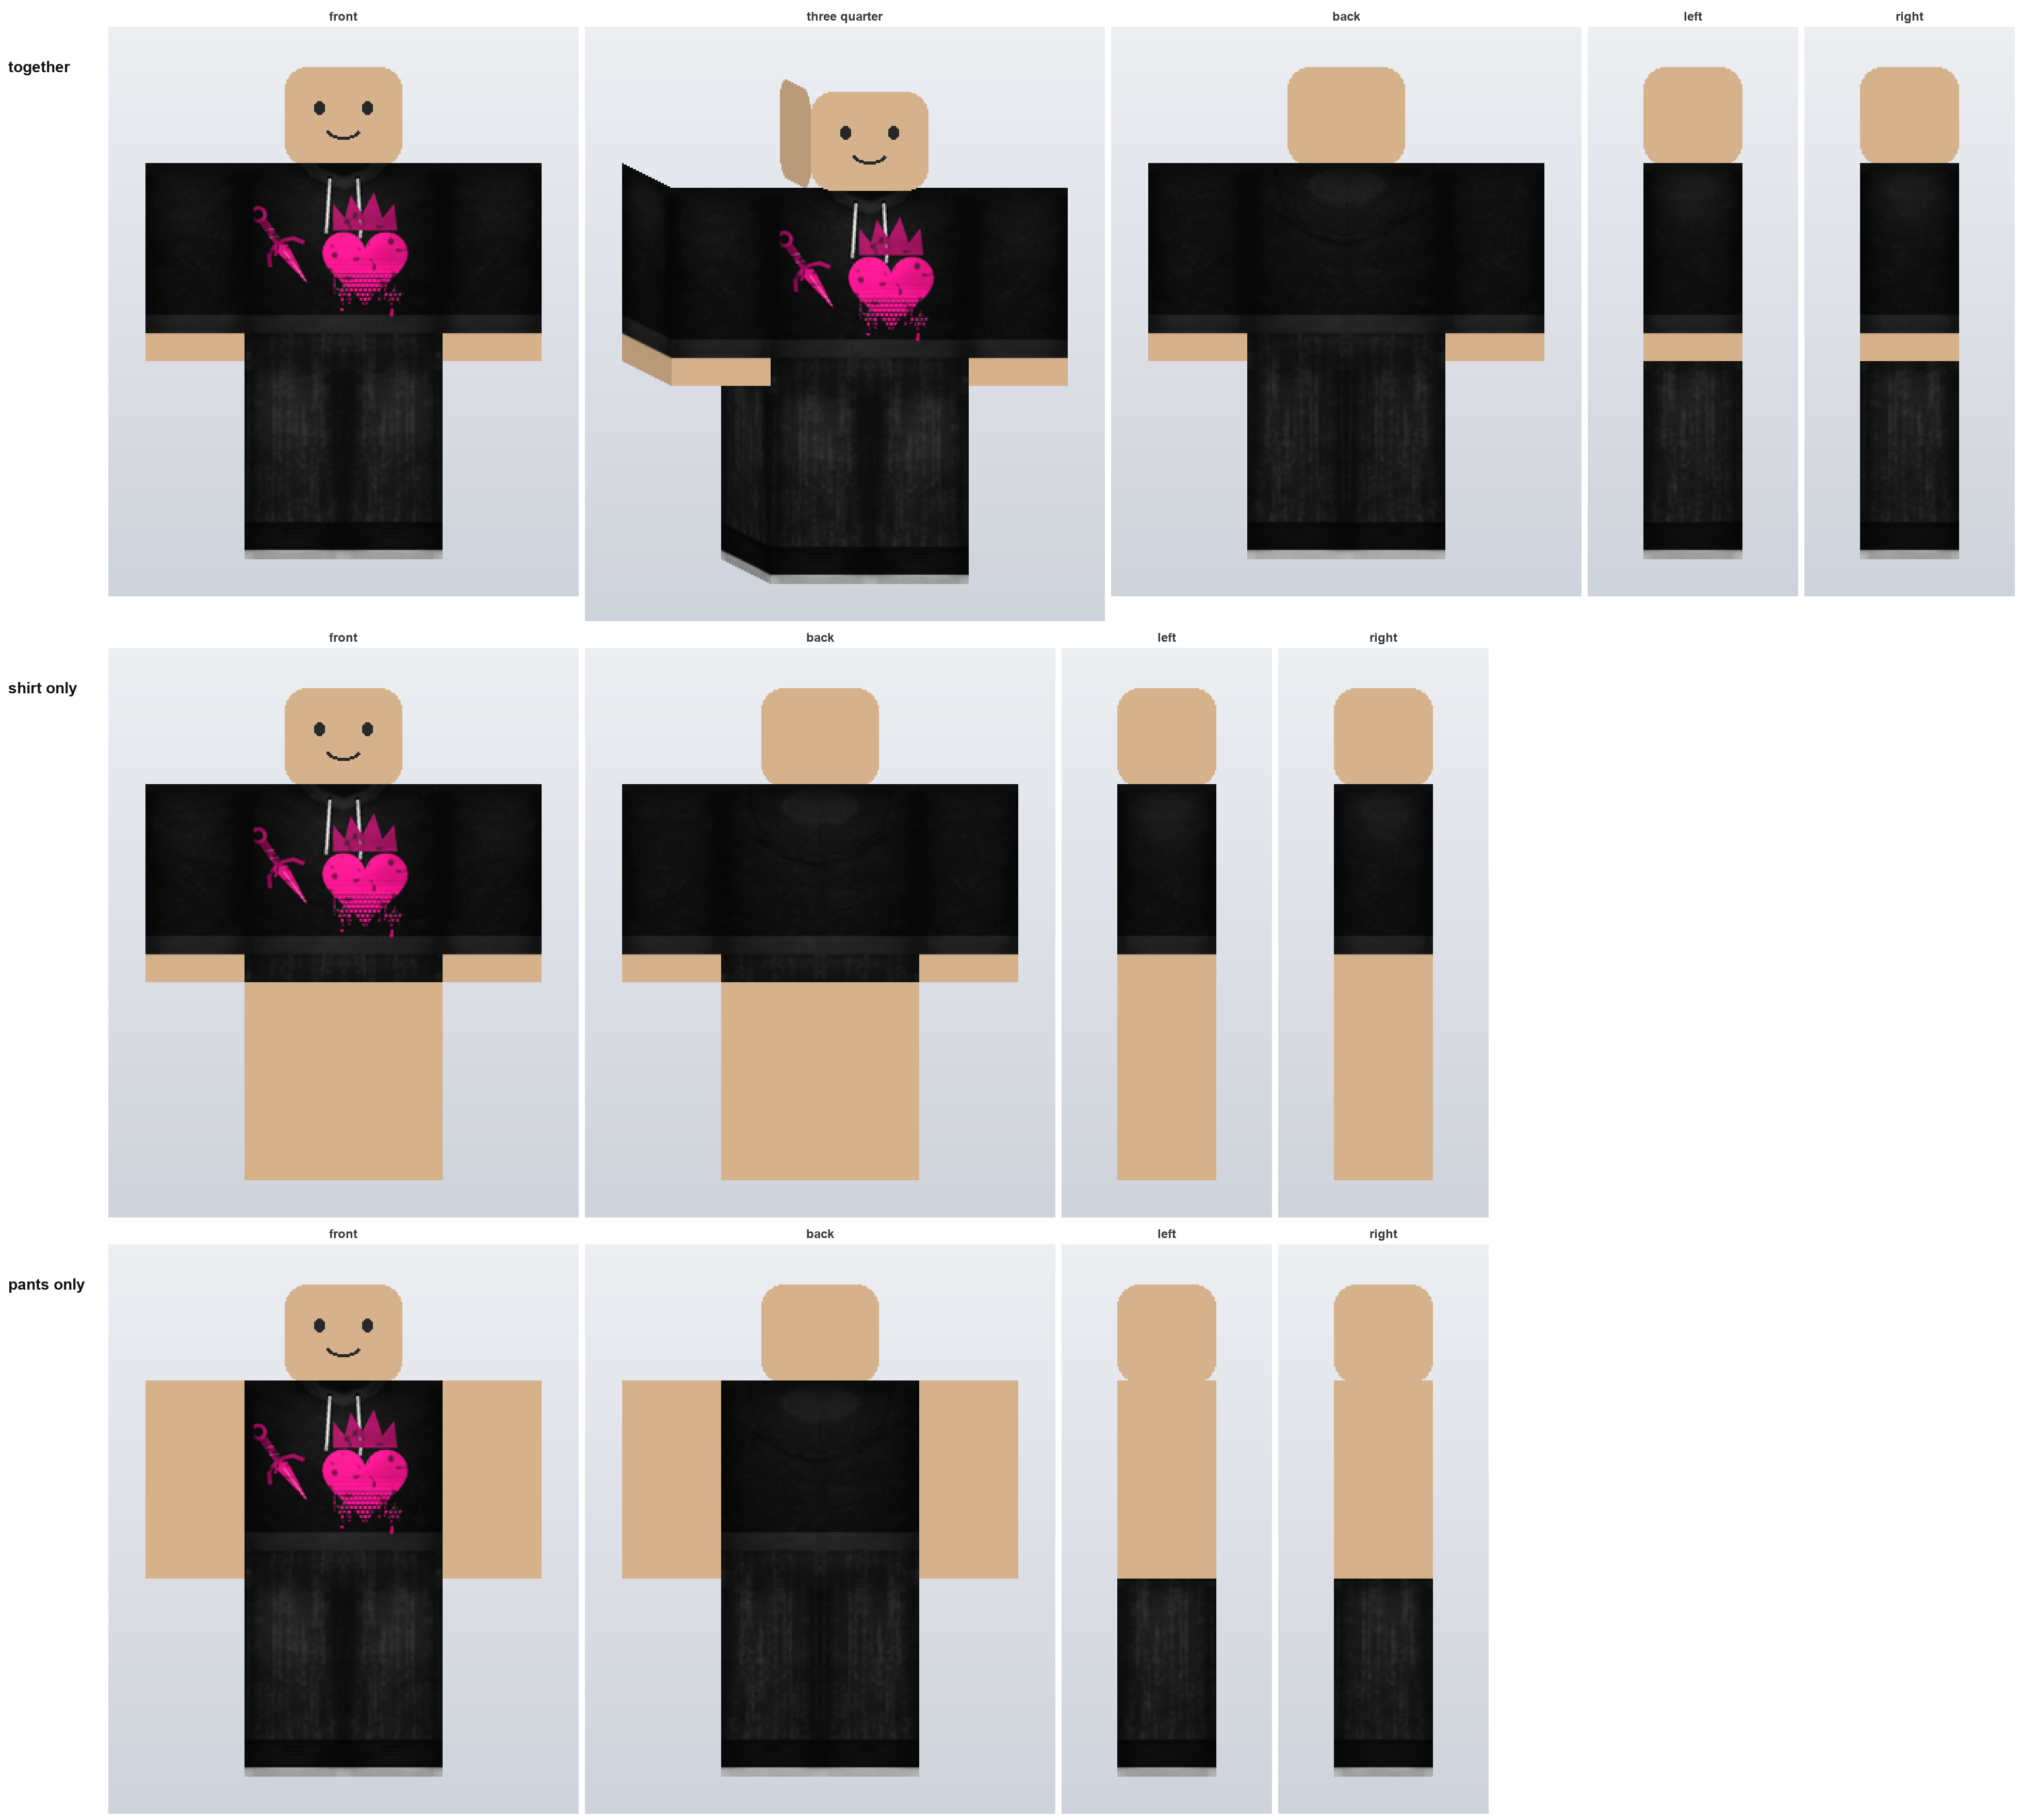 front three quarter back left right
together
front back left right
shirt only
front back left right
pants only